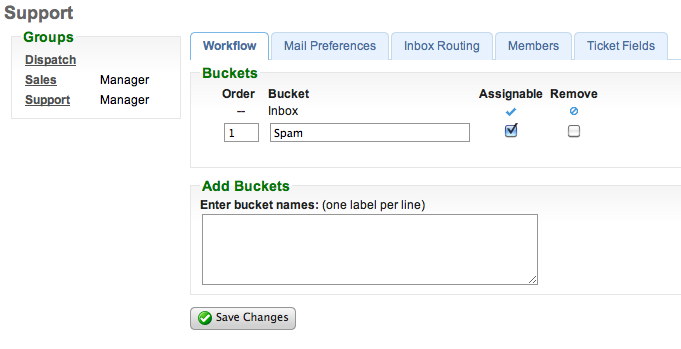 Support
Groups
Dispatch
Sales Manager
Support Manager
Workflow Mail Preferences Inbox Routing Members Ticket Fields
Buckets
Order Bucket Assignable Remove
-- Inbox
1 Spam
Add Buckets
Enter bucket names: (one label per line)
Save Changes